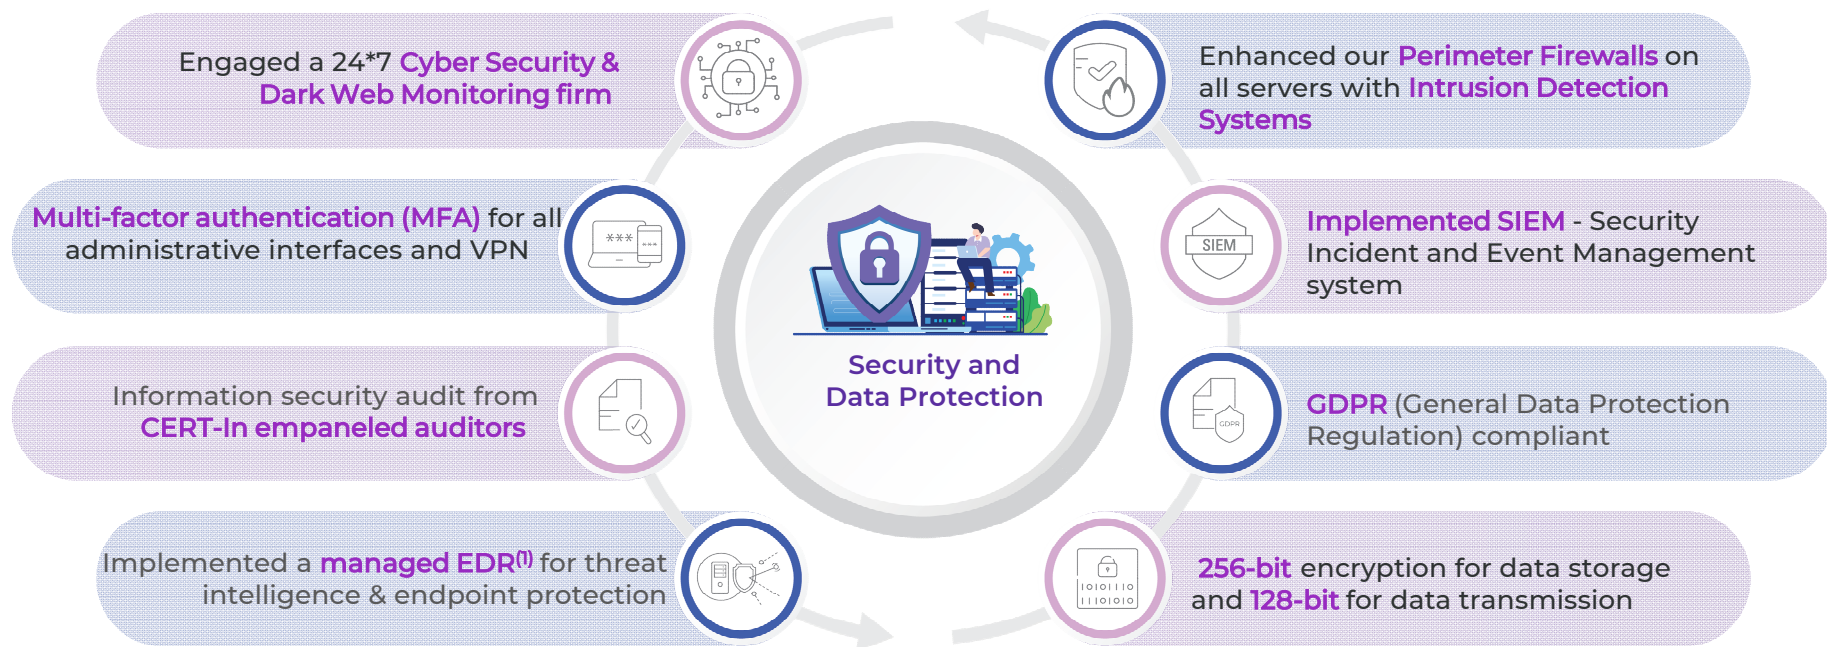 Engaged a 24*7 Cyber Security &
Dark Web Monitoring firm
Multi-factor authentication (MFA) for all
administrative interfaces and VPN
***
***
Information security audit from
CERT-In empaneled auditors
Implemented a managed EDR(1) for threat
intelligence & endpoint protection
Security and
Data Protection
Enhanced our Perimeter Firewalls on
all servers with Intrusion Detection
Systems
SIEM
Implemented SIEM - Security
Incident and Event Management
system
GDPR
GDPR (General Data Protection
Regulation) compliant
1010110
111010
256-bit encryption for data storage
and 128-bit for data transmission